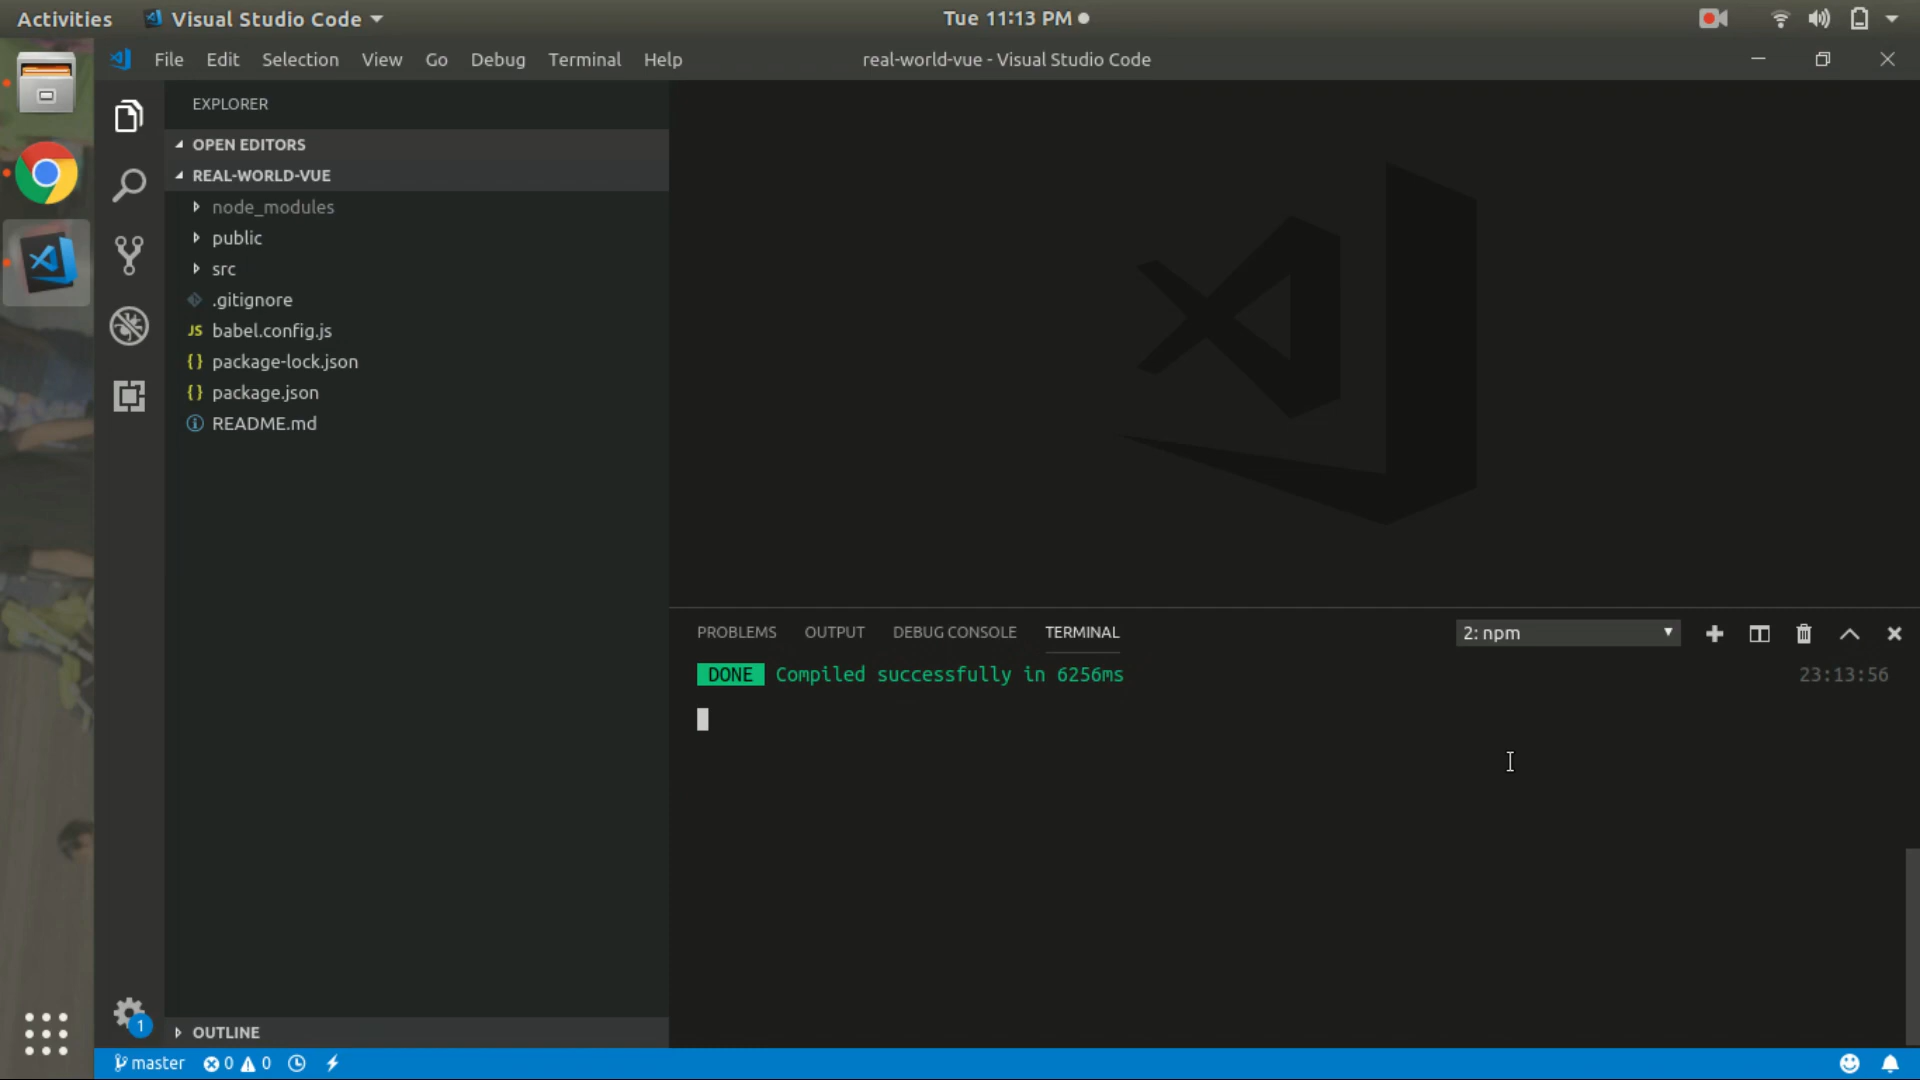 Activities Visual Studio Code Tue 11:13 PM
File Edit Selection View Go Debug Terminal Help real-world-vue - Visual Studio Code
EXPLORER
OPEN EDITORS
REAL-WORLD-VUE
node_modules
public
src
.gitignore
JS babel.config.js
{ } package-lock.json
{ } package.json
README.md
PROBLEMS OUTPUT DEBUG CONSOLE TERMINAL 2: npm
DONE Compiled successfully in 6256ms 23:13:56
1
OUTLINE
master 0 0